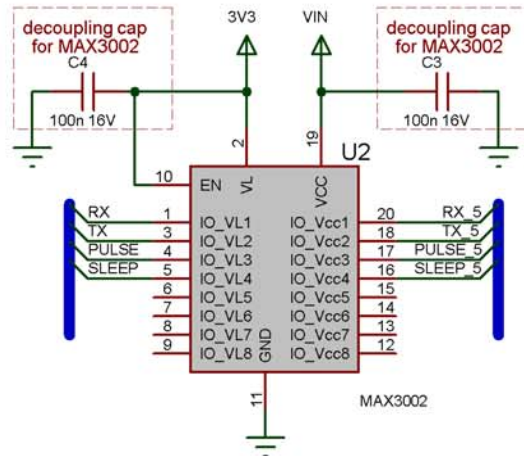 decoupling cap
for MAX3002
C4
100n 16V
3V3
VIN
decoupling cap
for MAX3002
C3
100n 16V
2
19
U2
10
EN
VL
VCC
RX
1
IO_VL1
IO_Vcc1
20
RX_5
TX
3
IO_VL2
IO_Vcc2
18
TX_5
PULSE
4
IO_VL3
IO_Vcc3
17
PULSE_5
SLEEP
5
IO_VL4
IO_Vcc4
16
SLEEP_5
6
IO_VL5
IO_Vcc5
15
7
IO_VL6
IO_Vcc6
14
8
IO_VL7
IO_Vcc7
13
9
IO_VL8
IO_Vcc8
12
GND
11
MAX3002